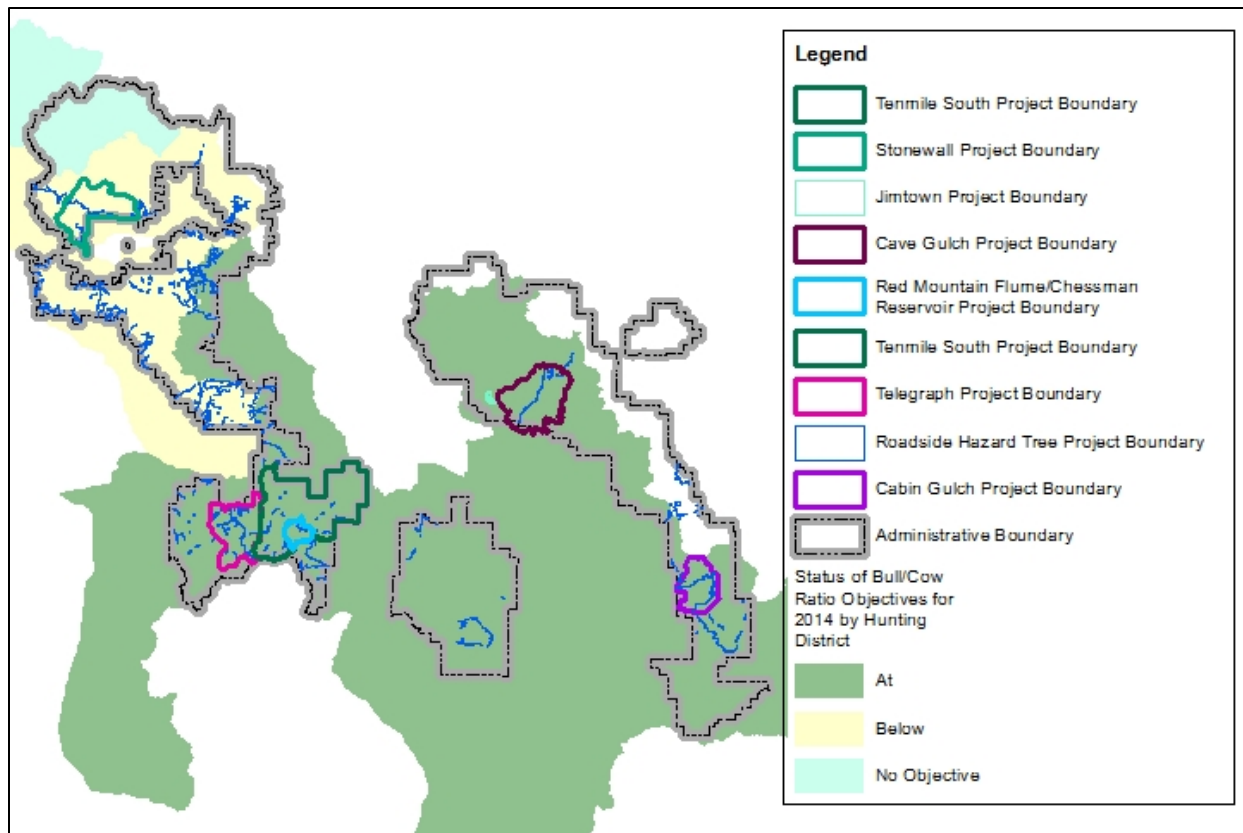 Legend
Tenmile South Project Boundary
Stonewall Project Boundary
Jimtown Project Boundary
Cave Gulch Project Boundary
Red Mountain Flume/Chessman
Reservoir Project Boundary
Tenmile South Project Boundary
Telegraph Project Boundary
Roadside Hazard Tree Project Boundary
Cabin Gulch Project Boundary
Administrative Boundary
Status of Bull/Cow
Ratio Objectives for
2014 by Hunting
District
At
Below
No Objective